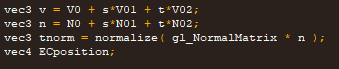 vec3 v = V0 + s*V01 + t*V02;
vec3 n = N0 + s*N01 + t*N02;
vec3 tnorm = normalize( gl_NormalMatrix * n );
vec4 ECposition;